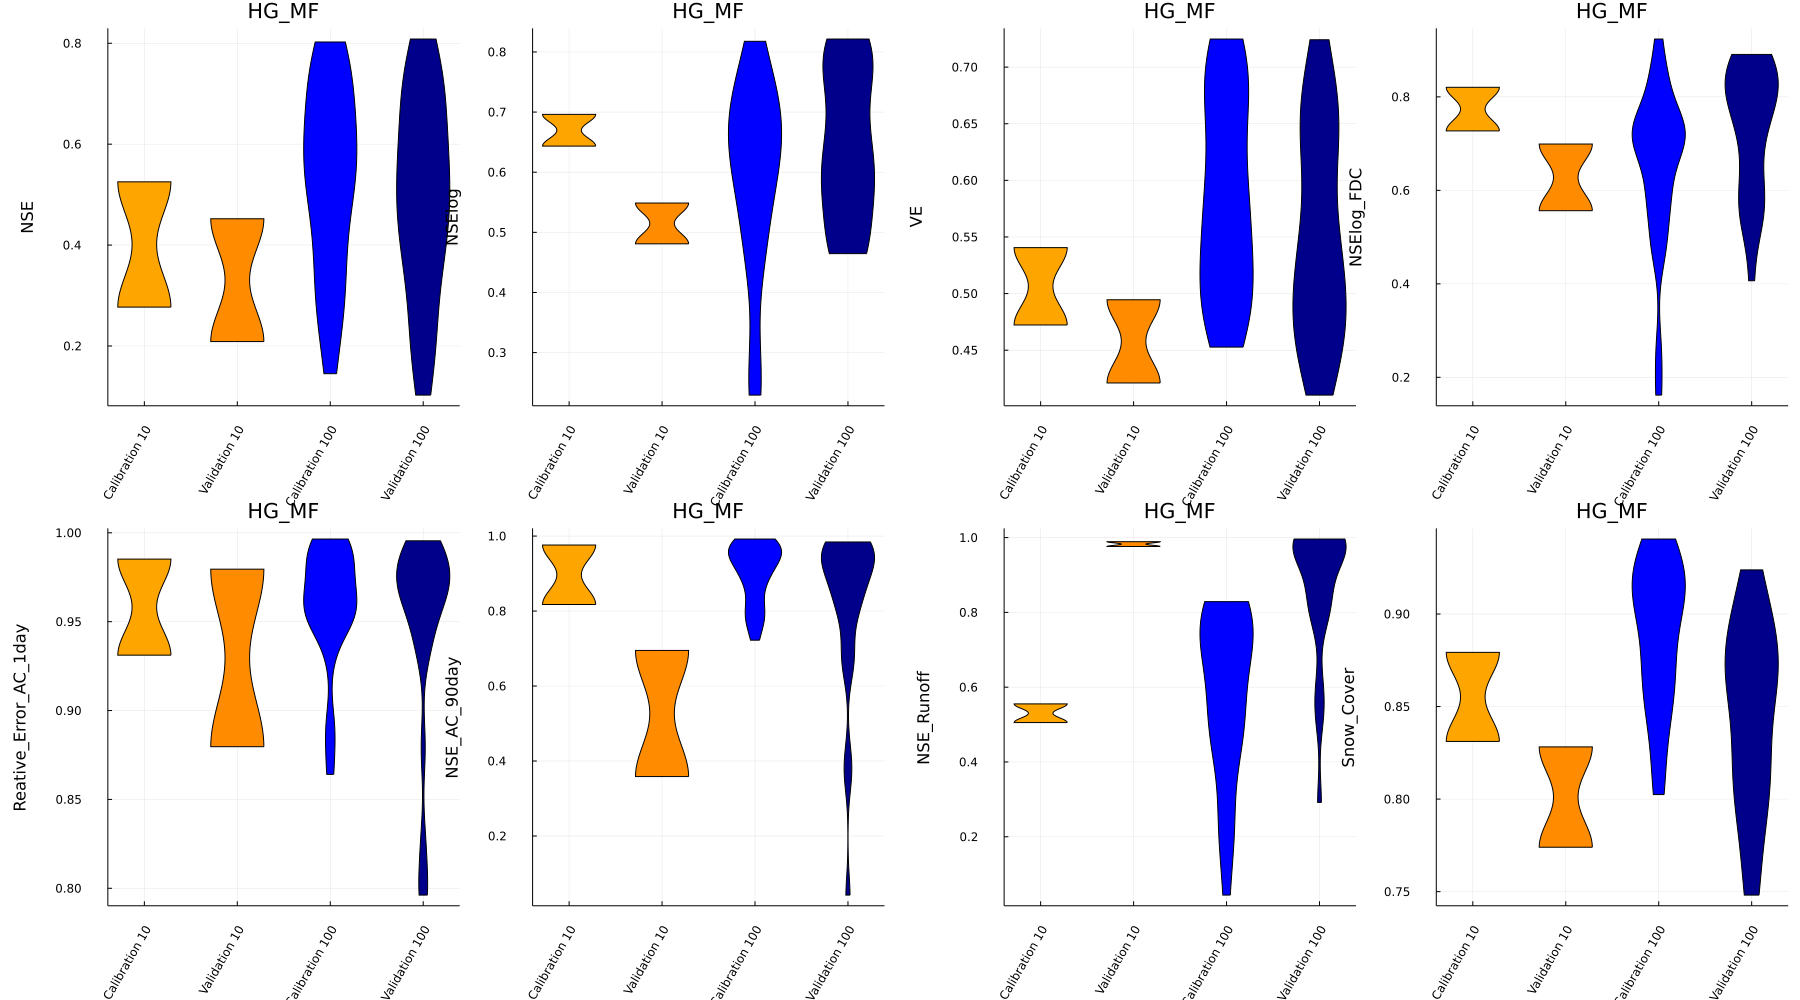 HG_MF HG_MF HG_MF HG_MF
NSE
0.8
0.6
0.4
0.2
Calibration 10 Validation 10 Calibration 100 Validation 100
NSElog
0.8
0.7
0.6
0.5
0.4
0.3
Calibration 10 Validation 10 Calibration 100 Validation 100
VE
0.70
0.65
0.60
0.55
0.50
0.45
Calibration 10 Validation 10 Calibration 100 Validation 100
NSElog_FDC
0.8
0.6
0.4
0.2
Calibration 10 Validation 10 Calibration 100 Validation 100
HG_MF HG_MF HG_MF HG_MF
Reative_Error_AC_1day
1.00
0.95
0.90
0.85
0.80
Calibration 10 Validation 10 Calibration 100 Validation 100
NSE_AC_90day
1.0
0.8
0.6
0.4
0.2
Calibration 10 Validation 10 Calibration 100 Validation 100
NSE_Runoff
1.0
0.8
0.6
0.4
0.2
Calibration 10 Validation 10 Calibration 100 Validation 100
Snow_Cover
0.90
0.85
0.80
0.75
Calibration 10 Validation 10 Calibration 100 Validation 100